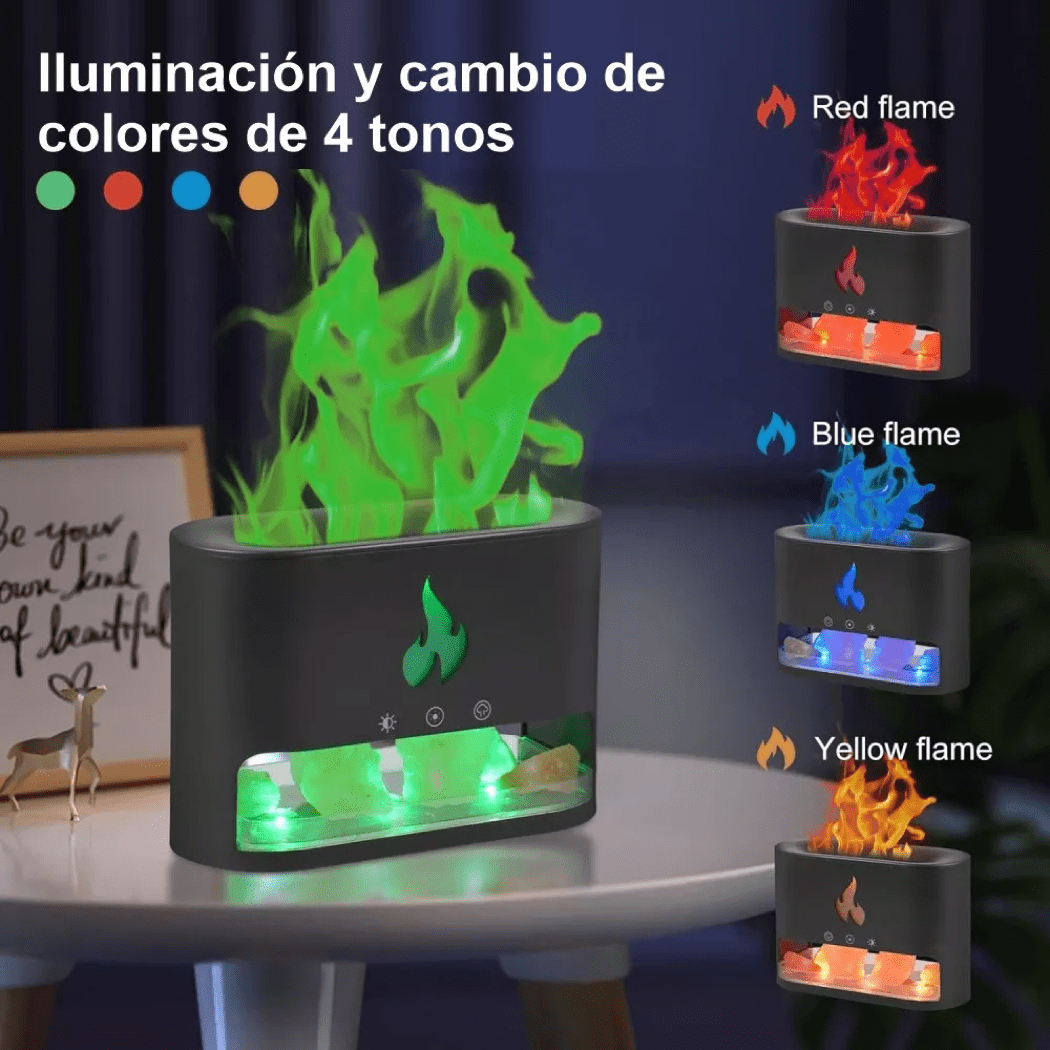 Iluminación y cambio de
colores de 4 tonos
Red flame
Blue flame
Yellow flame
Be your
own kind
of beautiful